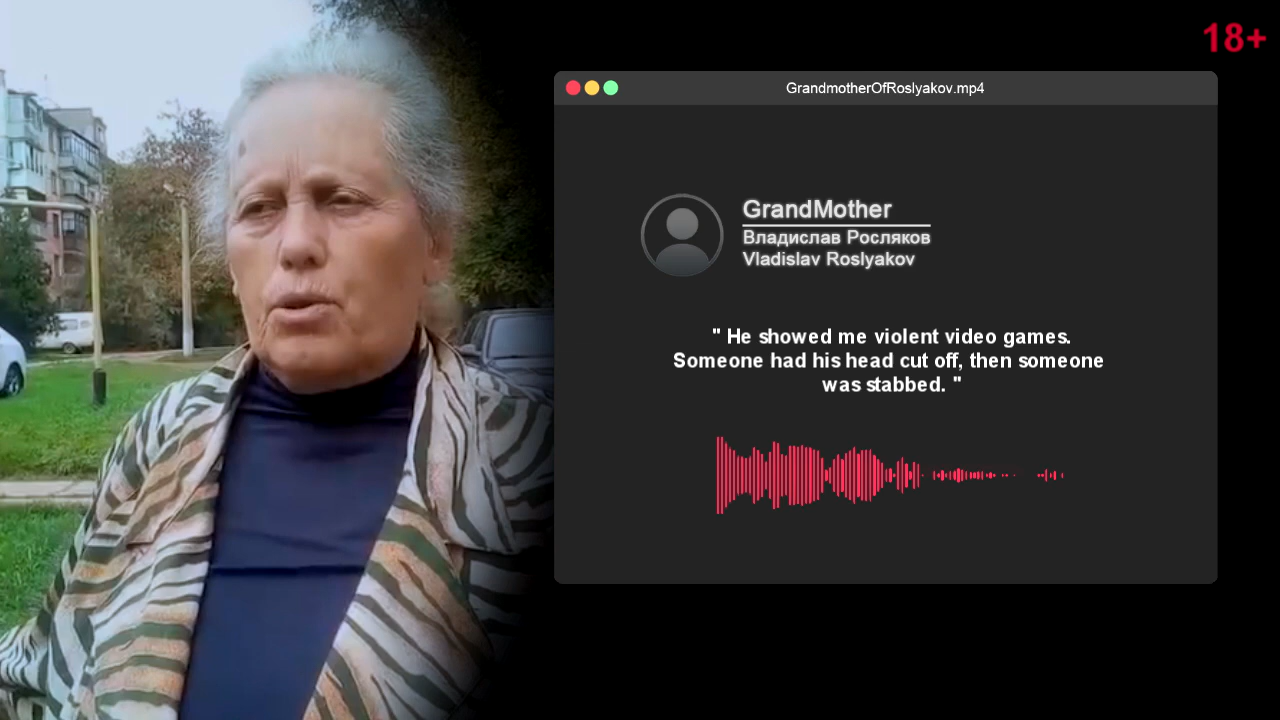 18+
GrandmotherOfRoslyakov.mp4
GrandMother
Владислав Росляков
Vladislav Roslyakov
" He showed me violent video games.
Someone had his head cut off, then someone
was stabbed. "